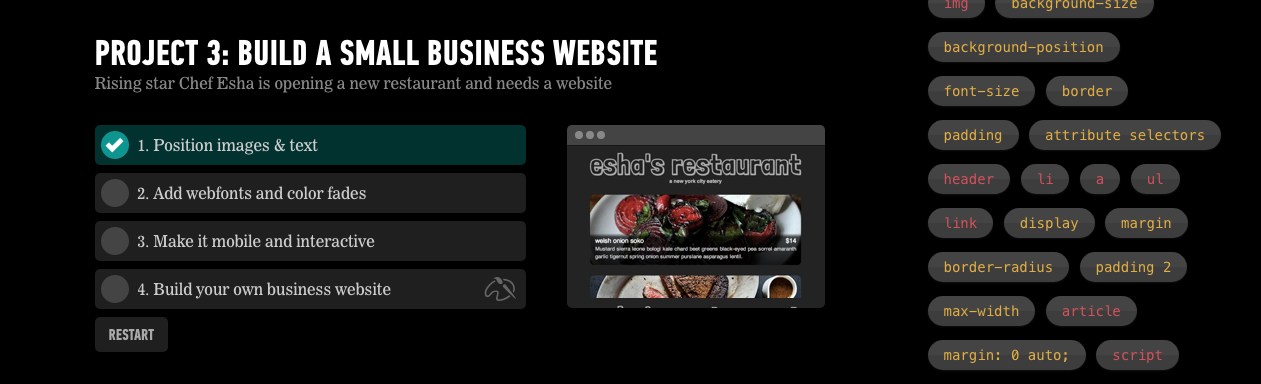 img background-size
PROJECT 3: BUILD A SMALL BUSINESS WEBSITE
Rising star Chef Esha is opening a new restaurant and needs a website
1. Position images & text
2. Add webfonts and color fades
3. Make it mobile and interactive
4. Build your own business website
RESTART
esha's restaurant
a new york city eatery
welsh onion soko $14
Mustard sierra leone bologi kale chard beet greens black-eyed pea sorrel amaranth
garlic tigernut spring onion summer purslane asparagus lentil.
background-position
font-size border
padding attribute selectors
header li a ul
link display margin
border-radius padding 2
max-width article
margin: 0 auto; script